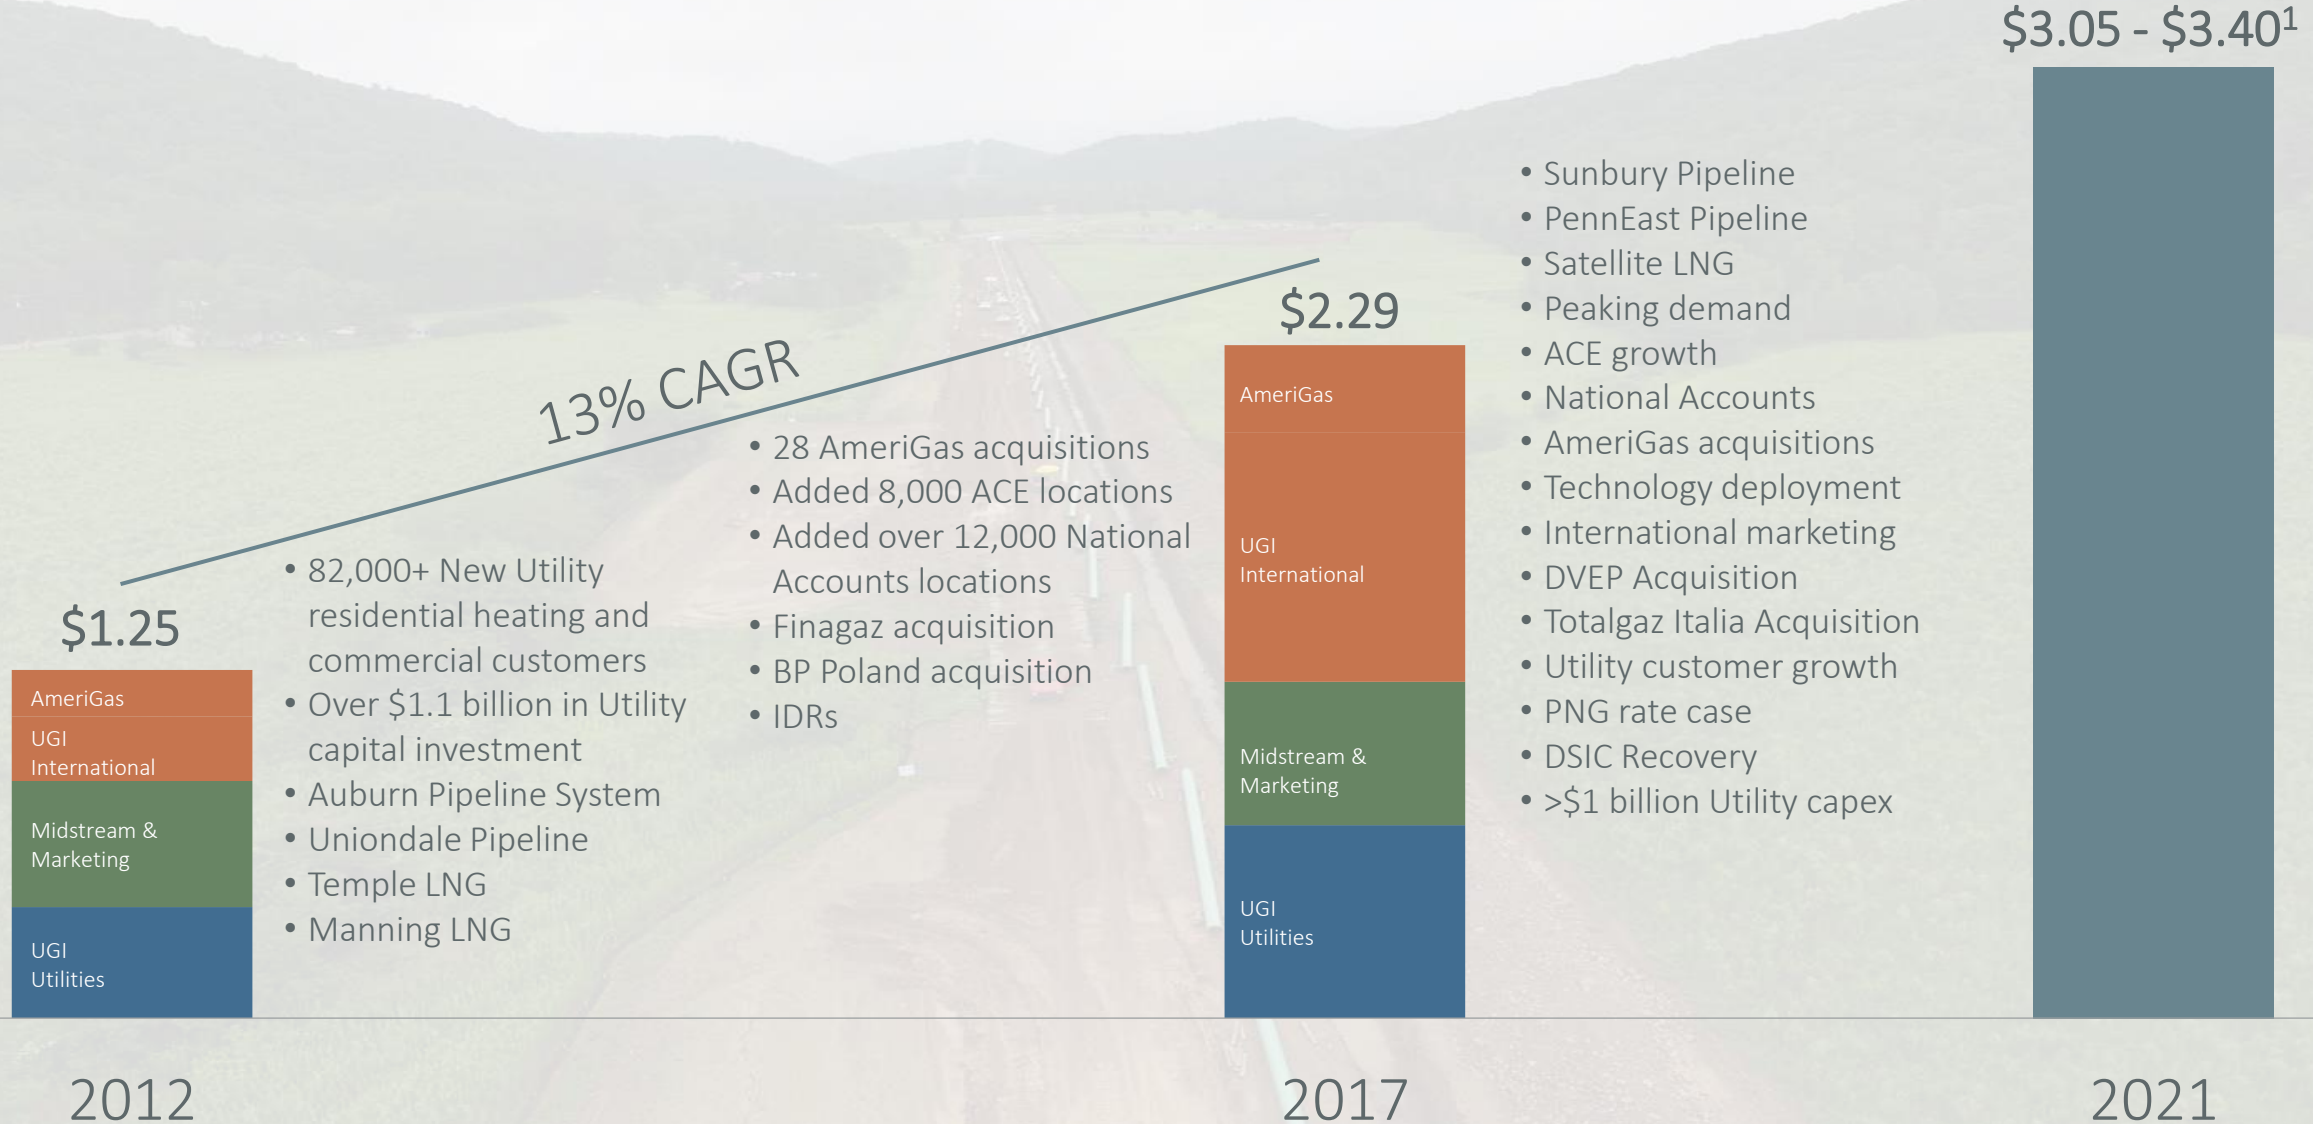 $3.05 - $3.40¹
$2.29
13% CAGR
$1.25
AmeriGas
UGI
International
Midstream &
Marketing
UGI
Utilities
• 82,000+ New Utility
residential heating and
commercial customers
• Over $1.1 billion in Utility
capital investment
• Auburn Pipeline System
• Uniondale Pipeline
• Temple LNG
• Manning LNG
• 28 AmeriGas acquisitions
• Added 8,000 ACE locations
• Added over 12,000 National
Accounts locations
• Finagaz acquisition
• BP Poland acquisition
• IDRs
AmeriGas
UGI
International
Midstream &
Marketing
UGI
Utilities
• Sunbury Pipeline
• PennEast Pipeline
• Satellite LNG
• Peaking demand
• ACE growth
• National Accounts
• AmeriGas acquisitions
• Technology deployment
• International marketing
• DVEP Acquisition
• Totalgaz Italia Acquisition
• Utility customer growth
• PNG rate case
• DSIC Recovery
• >$1 billion Utility capex
2012
2017
2021